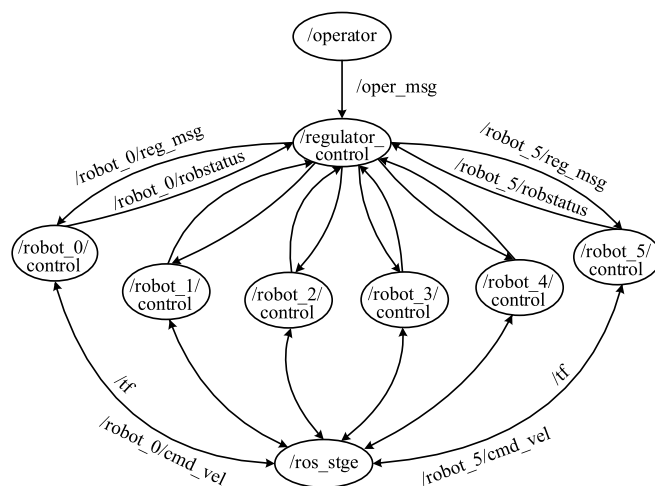 /operator
/oper_msg
/regulator_
control
/robot_0/reg_msg
/robot_0/robstatus
/robot_5/reg_msg
/robot_5/robstatus
/robot_0/
control
/robot_1/
control
/robot_2/
control
/robot_3/
control
/robot_4/
control
/robot_5/
control
/tf
/robot_0/cmd_vel
/tf
/robot_5/cmd_vel
/ros_stge